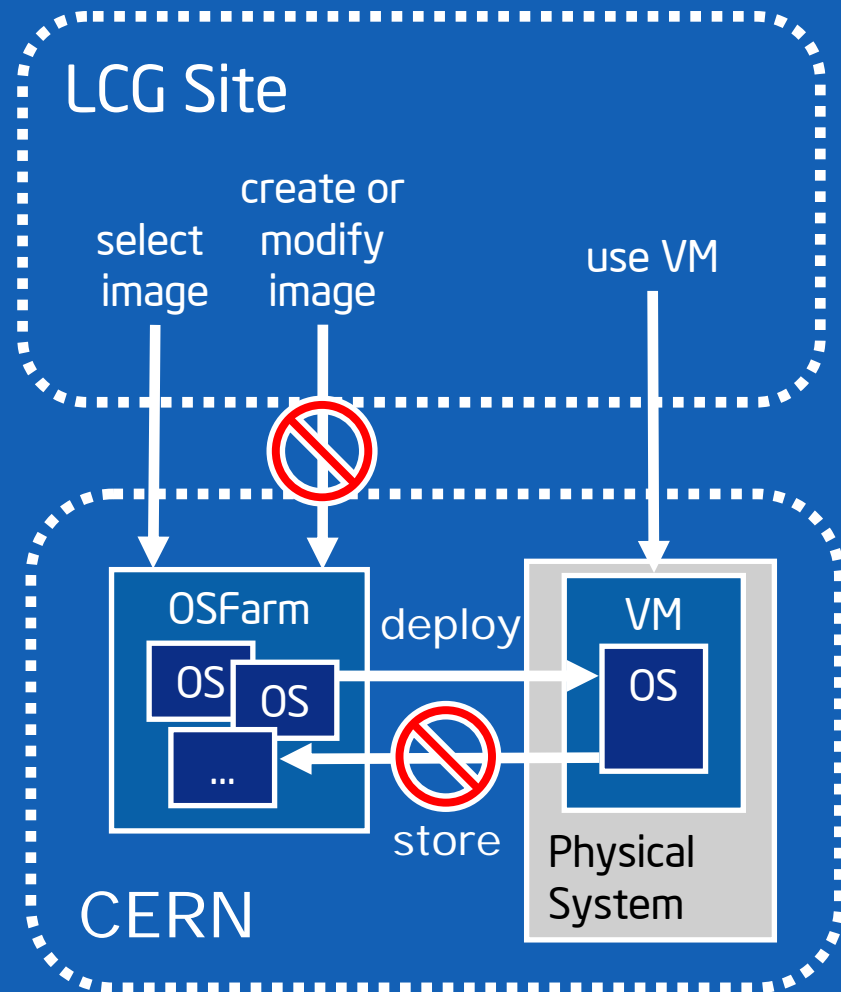 LCG Site
select
image
create or
modify
image
use VM
OSFarm
OS
OS
...
deploy
store
VM
OS
Physical
System
CERN